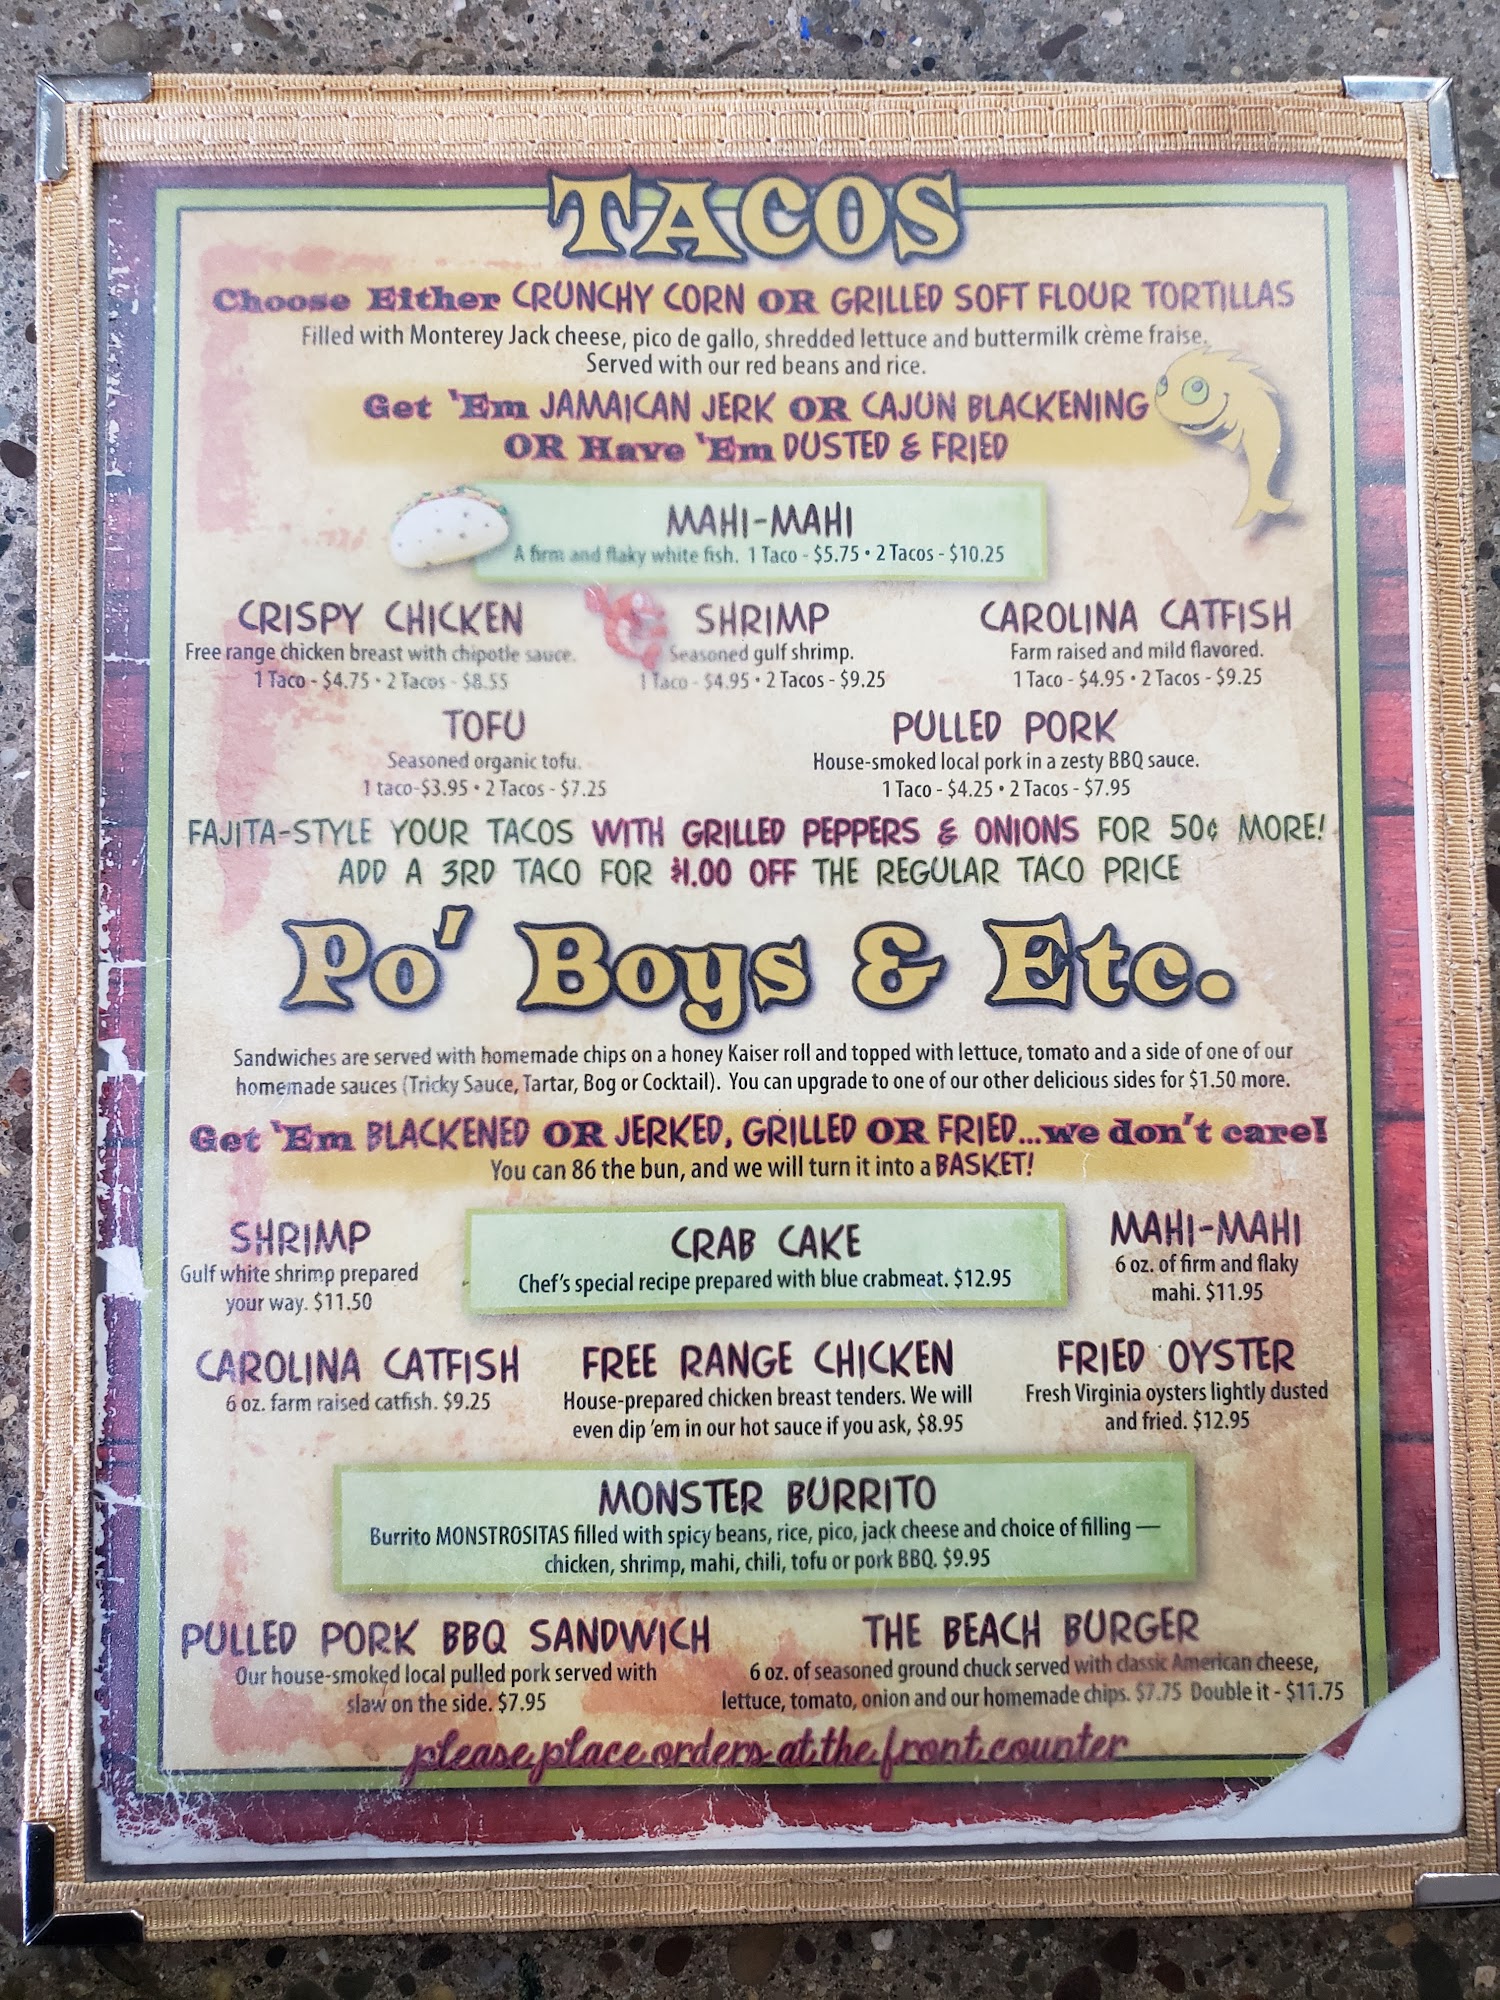 TACOS
Choose Either CRUNCHY CORN OR GRILLED SOFT FLOUR TORTILLAS
Filled with Monterey Jack cheese, pico de gallo, shredded lettuce and buttermilk crème fraise.
Served with our red beans and rice.
Get 'Em JAMAICAN JERK OR CAJUN BLACKENING
OR Have 'Em DUSTED & FRIED
MAHI-MAHI
A firm and flaky white fish. 1 Taco - $5.75 • 2 Tacos - $10.25
CRISPY CHICKEN
Free range chicken breast with chipotle sauce.
1 Taco - $4.75 • 2 Tacos - $8.55
SHRIMP
Seasoned gulf shrimp.
1 Taco - $4.95 • 2 Tacos - $9.25
CAROLINA CATFISH
Farm raised and mild flavored.
1 Taco - $4.95 • 2 Tacos - $9.25
TOFU
Seasoned organic tofu.
1 taco-$3.95 • 2 Tacos - $7.25
PULLED PORK
House-smoked local pork in a zesty BBQ sauce.
1 Taco - $4.25 • 2 Tacos - $7.95
FAJITA-STYLE YOUR TACOS WITH GRILLED PEPPERS & ONIONS FOR 50¢ MORE!
ADD A 3RD TACO FOR $1.00 OFF THE REGULAR TACO PRICE
Po' Boys & Etc.
Sandwiches are served with homemade chips on a honey Kaiser roll and topped with lettuce, tomato and a side of one of our
homemade sauces (Tricky Sauce, Tartar, Bog or Cocktail). You can upgrade to one of our other delicious sides for $1.50 more.
Get 'Em BLACKENED OR JERKED, GRILLED OR FRIED...we don't care!
You can 86 the bun, and we will turn it into a BASKET!
SHRIMP
Gulf white shrimp prepared
your way. $11.50
CRAB CAKE
Chef's special recipe prepared with blue crabmeat. $12.95
MAHI-MAHI
6 oz. of firm and flaky
mahi. $11.95
CAROLINA CATFISH
6 oz. farm raised catfish. $9.25
FREE RANGE CHICKEN
House-prepared chicken breast tenders. We will
even dip 'em in our hot sauce if you ask, $8.95
FRIED OYSTER
Fresh Virginia oysters lightly dusted
and fried. $12.95
MONSTER BURRITO
Burrito MONSTROSITAS filled with spicy beans, rice, pico, jack cheese and choice of filling —
chicken, shrimp, mahi, chili, tofu or pork BBQ. $9.95
PULLED PORK BBQ SANDWICH
Our house-smoked local pulled pork served with
slaw on the side. $7.95
THE BEACH BURGER
6 oz. of seasoned ground chuck served with classic American cheese,
lettuce, tomato, onion and our homemade chips. $7.75 Double it - $11.75
please place orders at the front counter